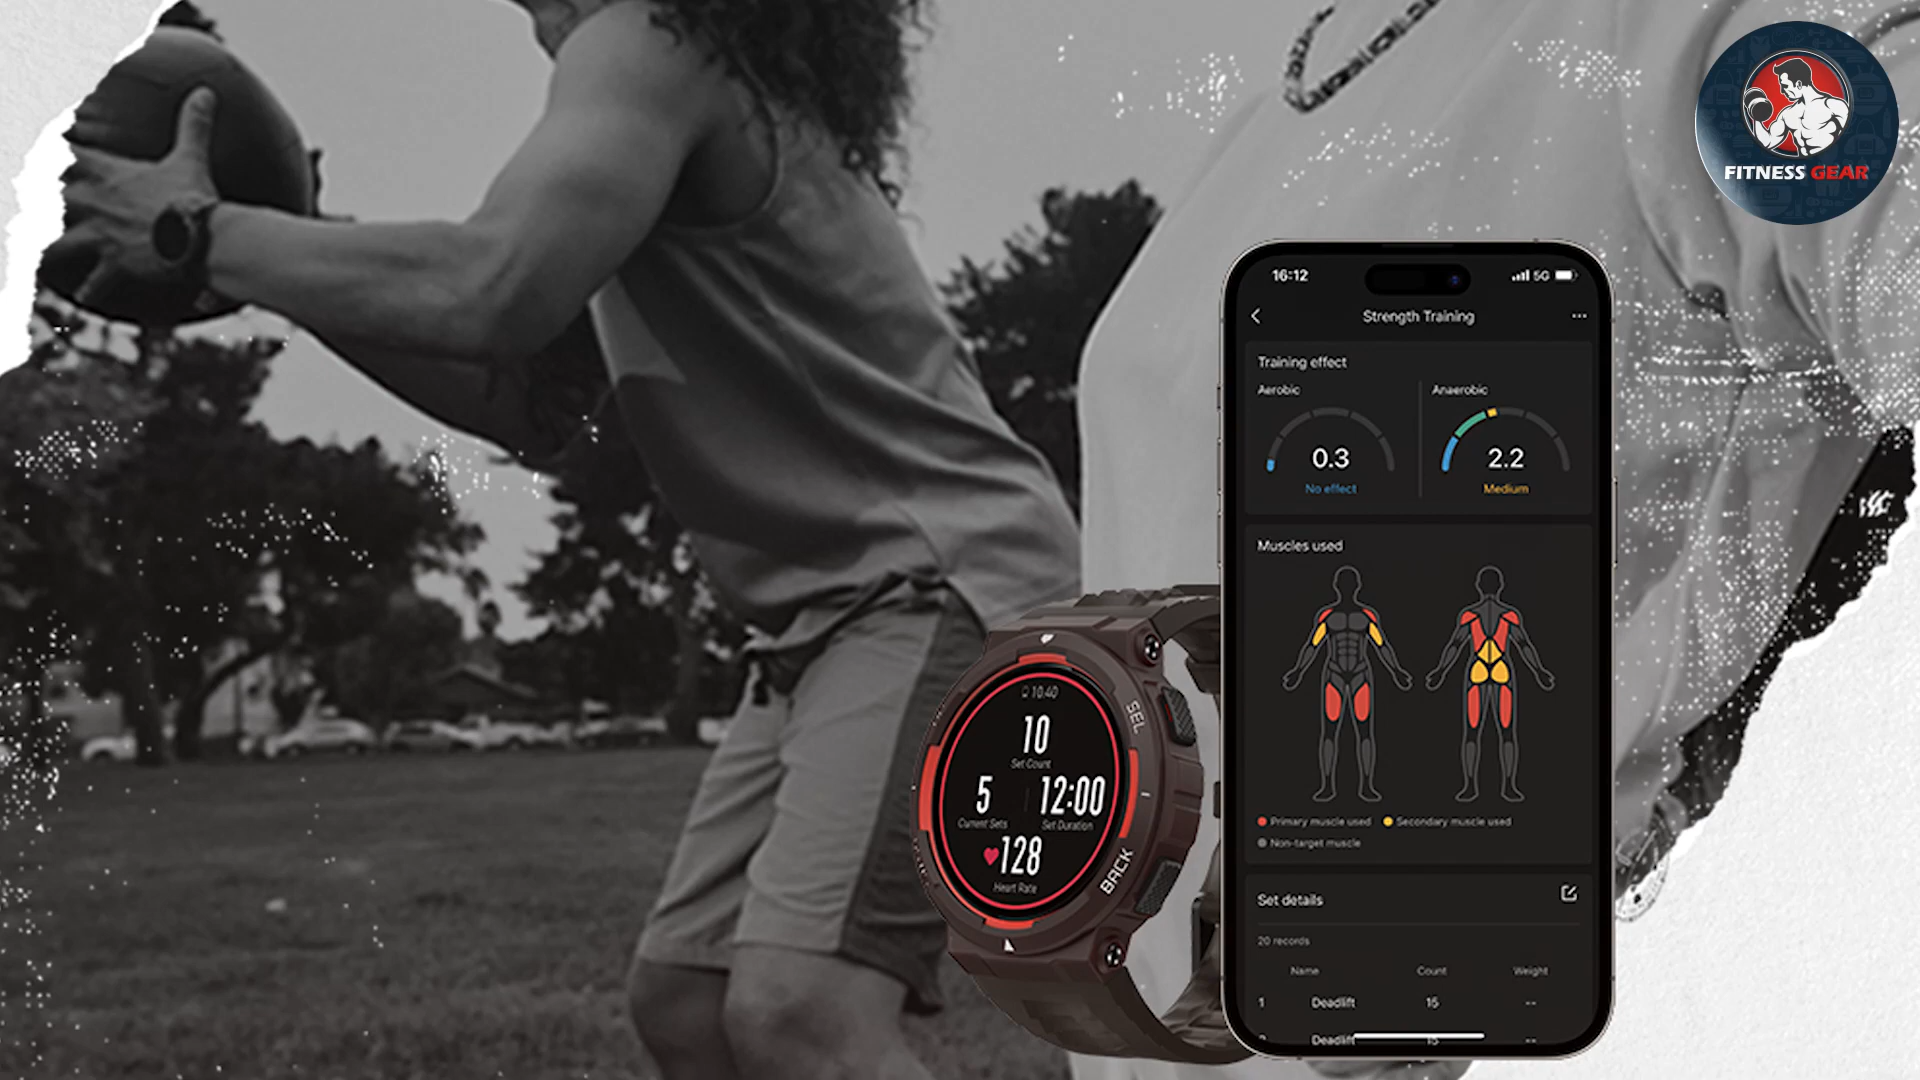 FITNESS GEAR
16:12
5G
Strength Training
Training effect
Aerobic
Anaerobic
0.3
2.2
No effect
Medium
Muscles used
Primary muscle used
Secondary muscle used
Non-target muscle
Set details
20 records
Name Count Weight
1 Deadlift 15 --
Deadlift 15 --
10:40
10
Set Count
5
12:00
Current Sets
Set Duration
128
Heart Rate
SEL
BACK